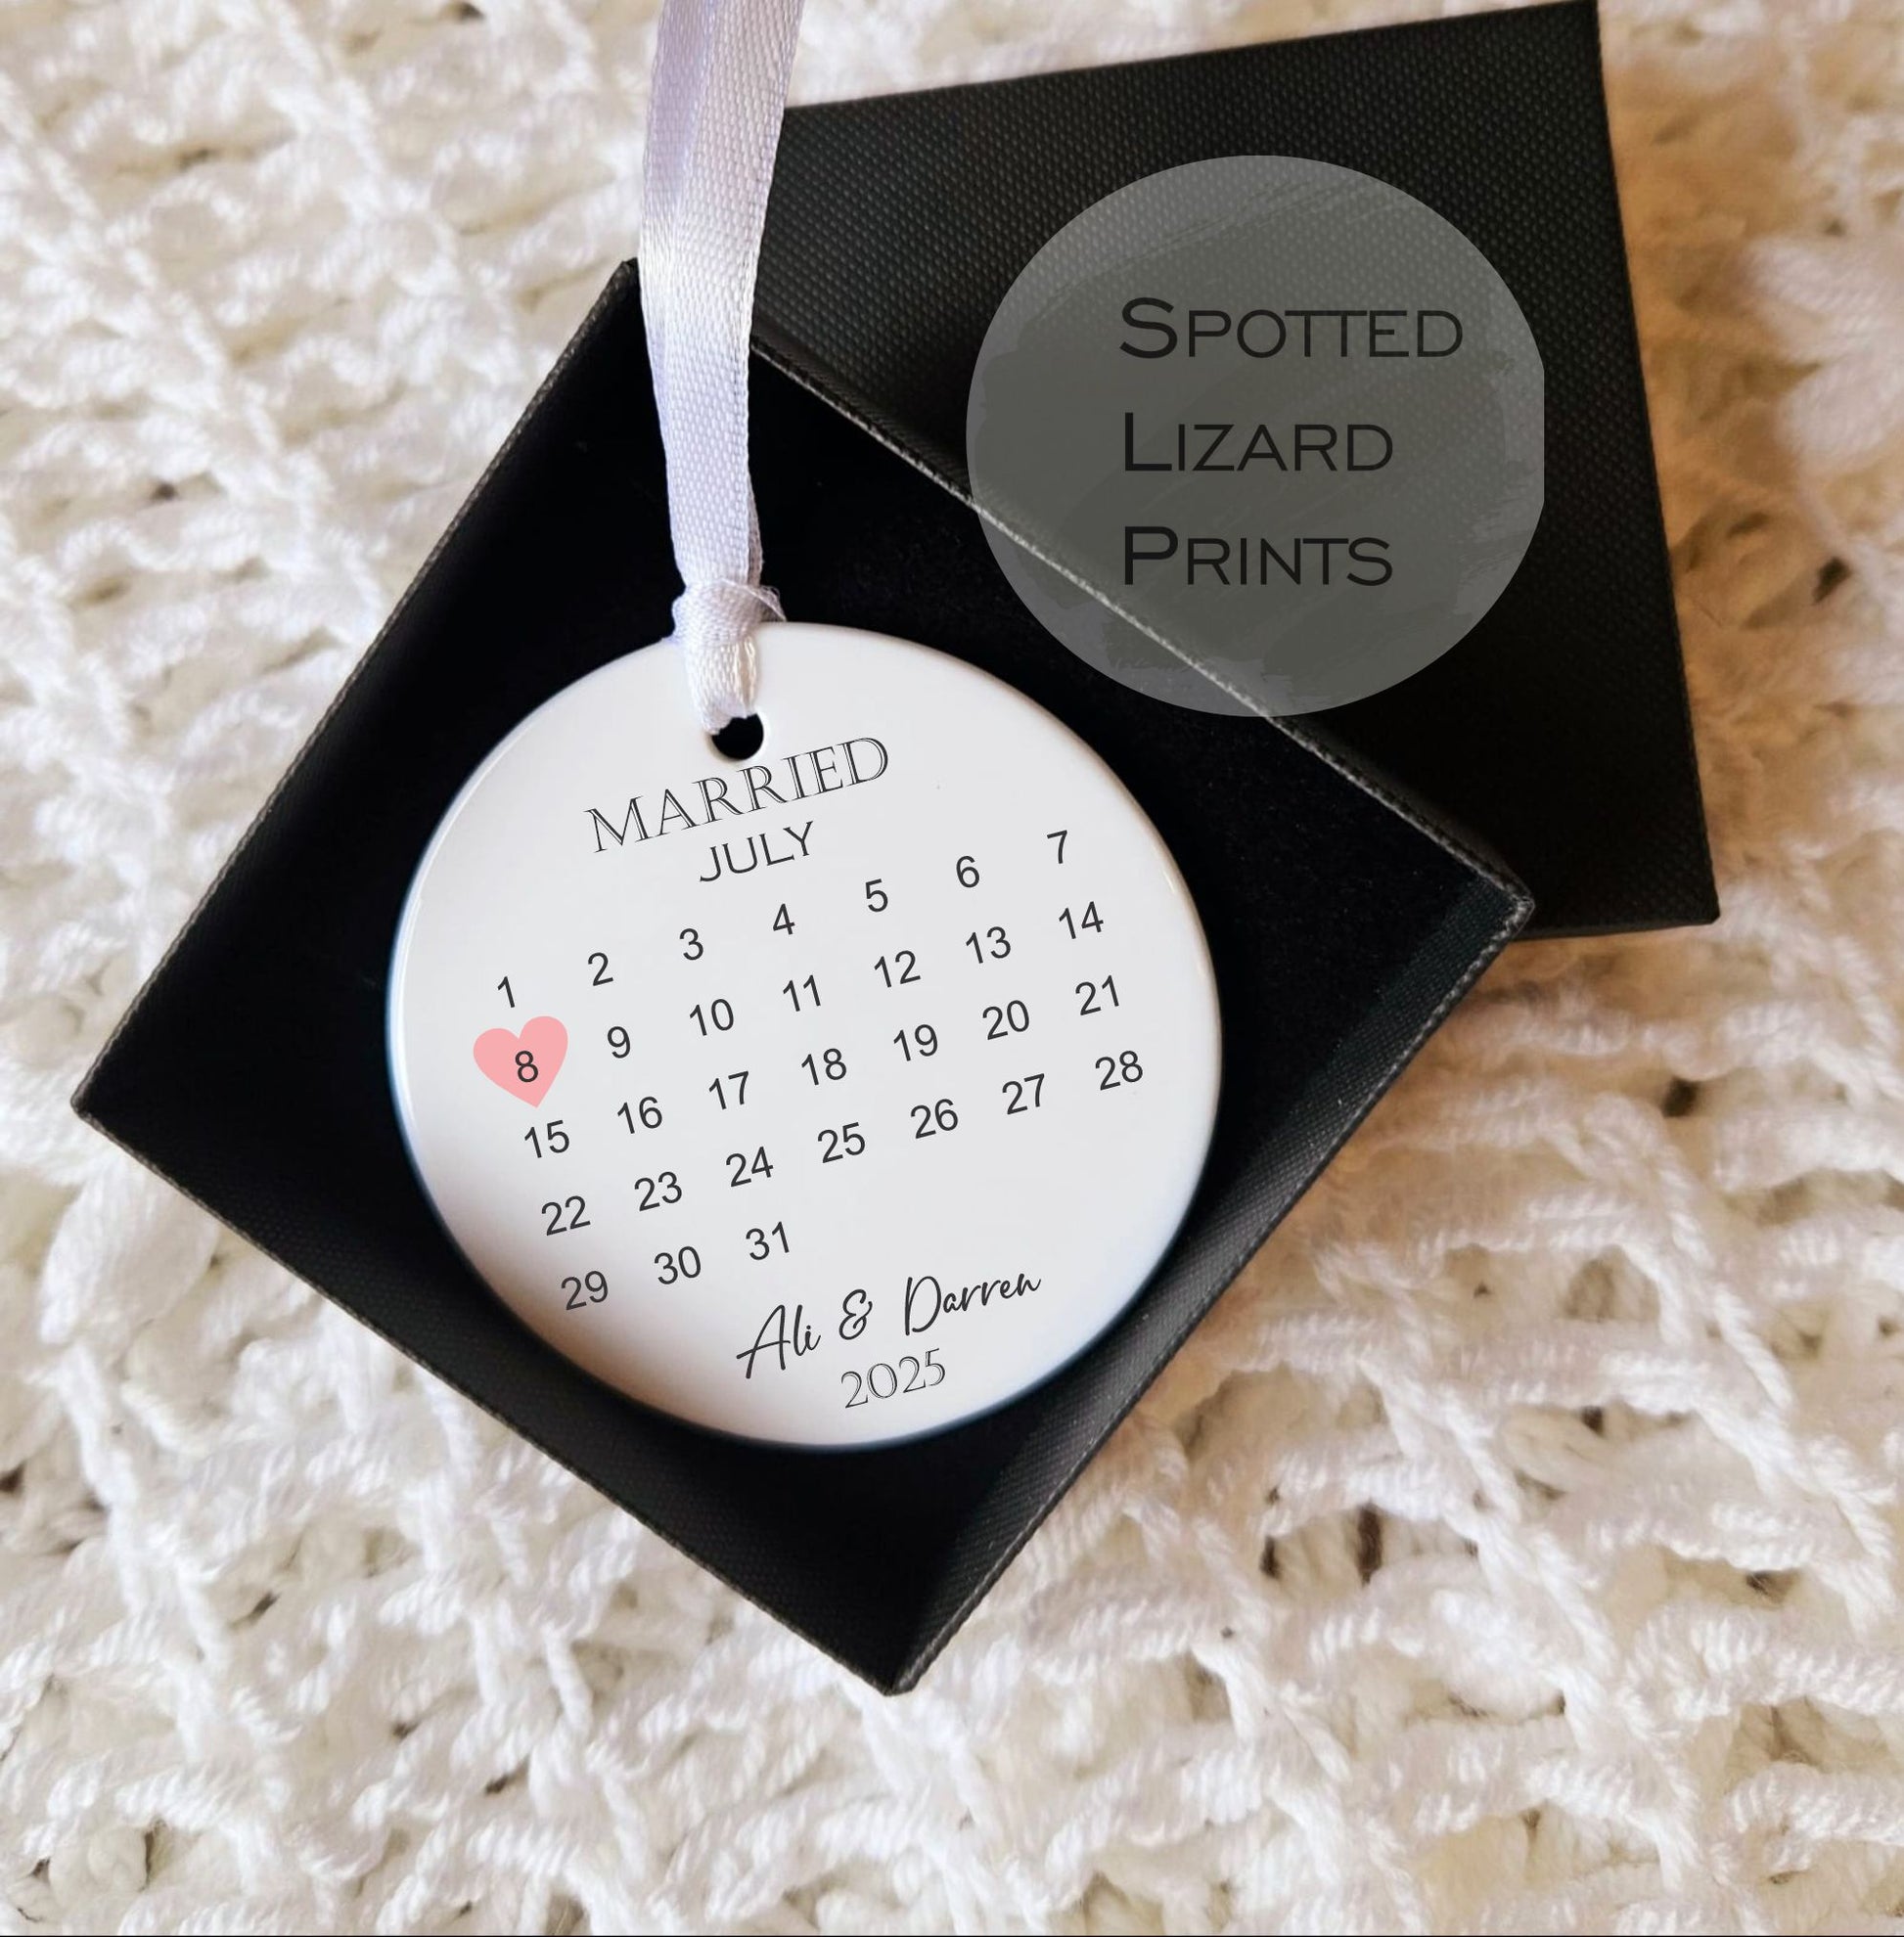 SPOTTED
LIZARD
PRINTS
MARRIED
JULY
1 2 3 4 5 6 7
8 9 10 11 12 13 14
15 16 17 18 19 20 21
22 23 24 25 26 27 28
29 30 31
Ali & Darren
2025